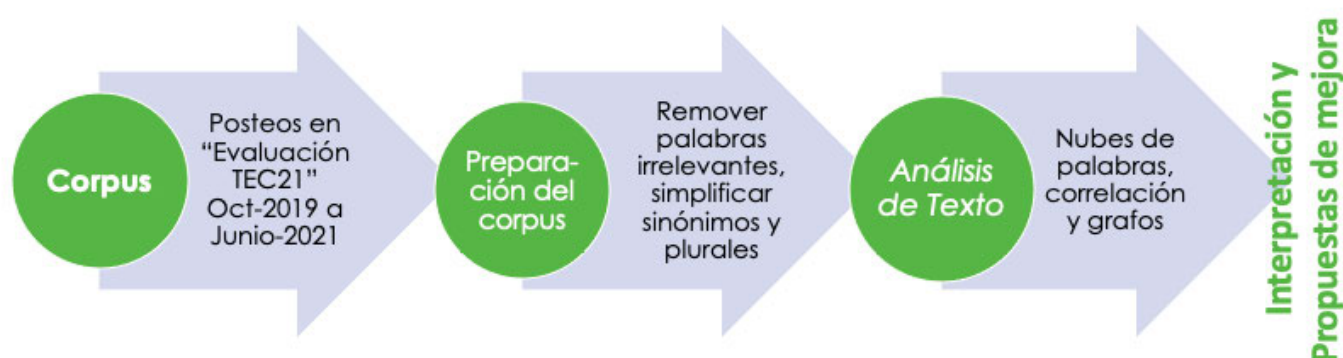 Corpus
Posteos en
“Evaluación
TEC21”
Oct-2019 a
Junio-2021
Prepara-
ción del
corpus
Remover
palabras
irrelevantes,
simplificar
sinónimos y
plurales
Análisis
de Texto
Nubes de
palabras,
correlación
y grafos
Interpretación y
Propuestas de mejora